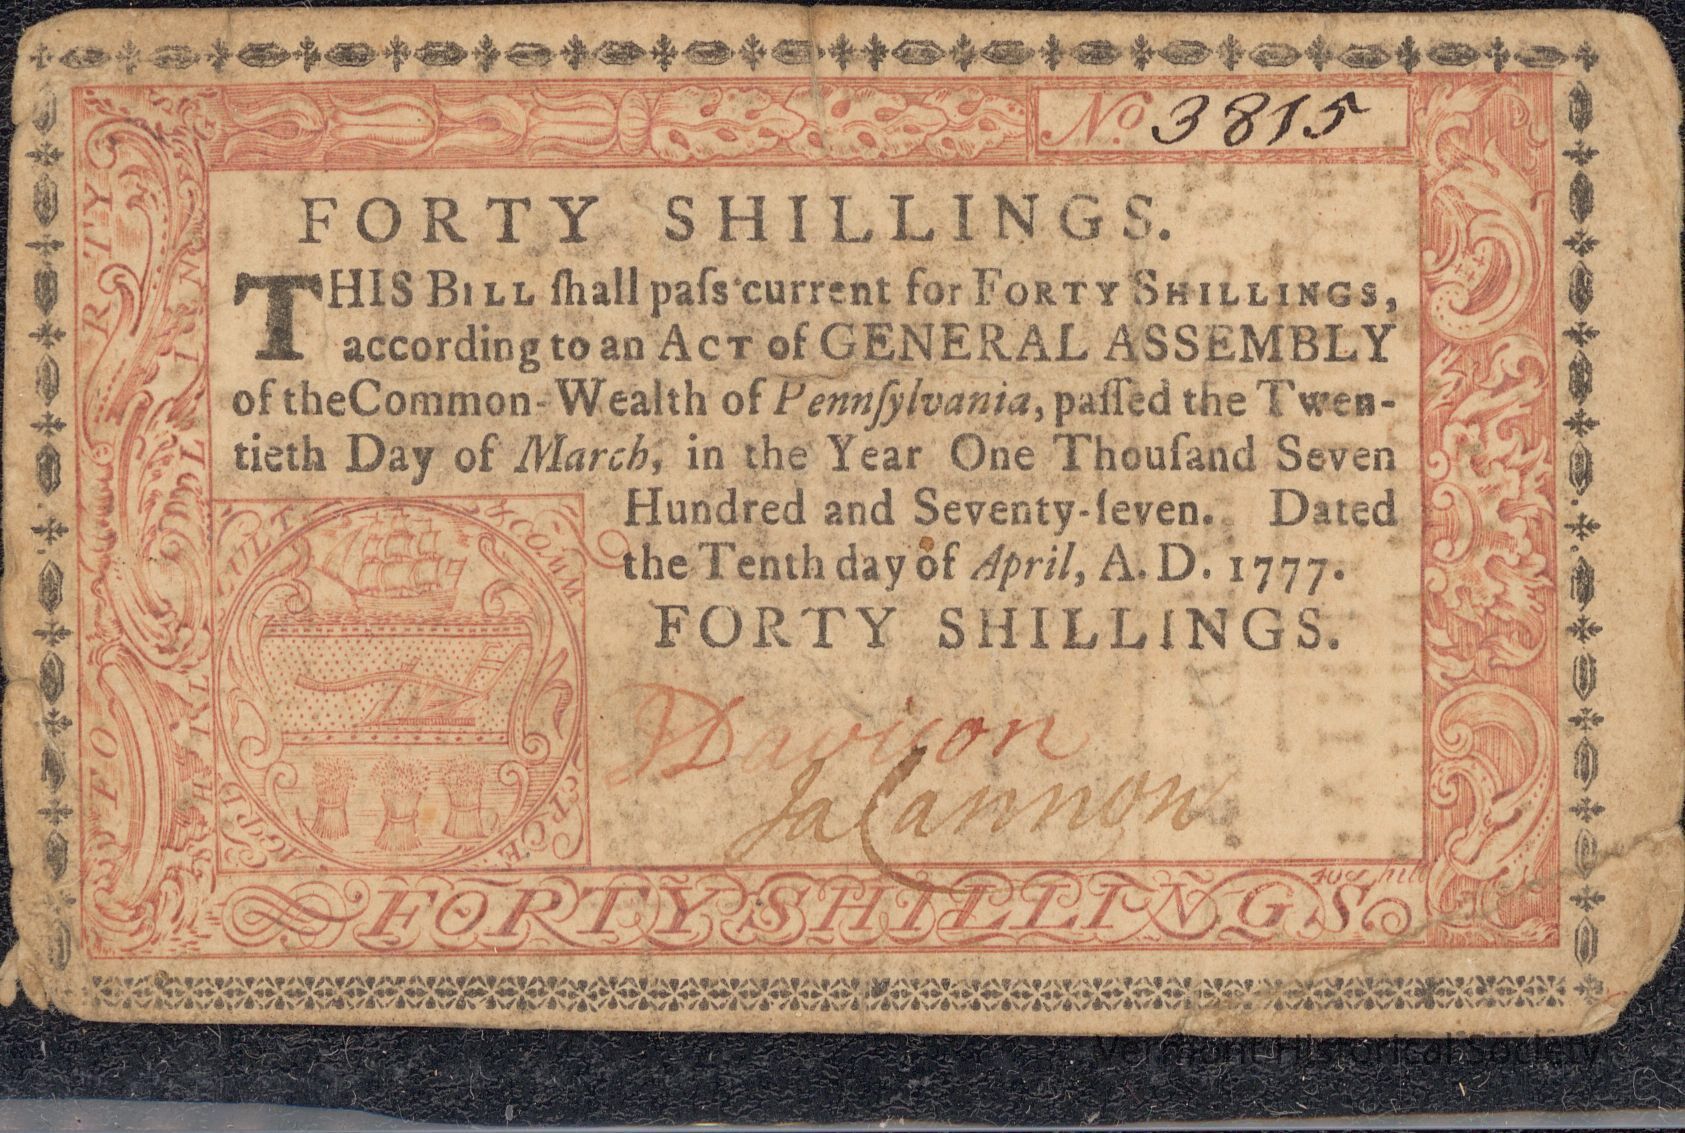 No. 3815
FORTY SHILLINGS.
THIS BILL ſhall paſs current for FORTY SHILLINGS,
according to an ACT of GENERAL ASSEMBLY
of the Common-Wealth of Pennſylvania, paſſed the Twen-
tieth Day of March, in the Year One Thouſand Seven
Hundred and Seventy-ſeven. Dated
the Tenth day of April, A. D. 1777.
FORTY SHILLINGS.
Davison
Ja Cannon
FORTY SHILLINGS
Vermont Historical Society